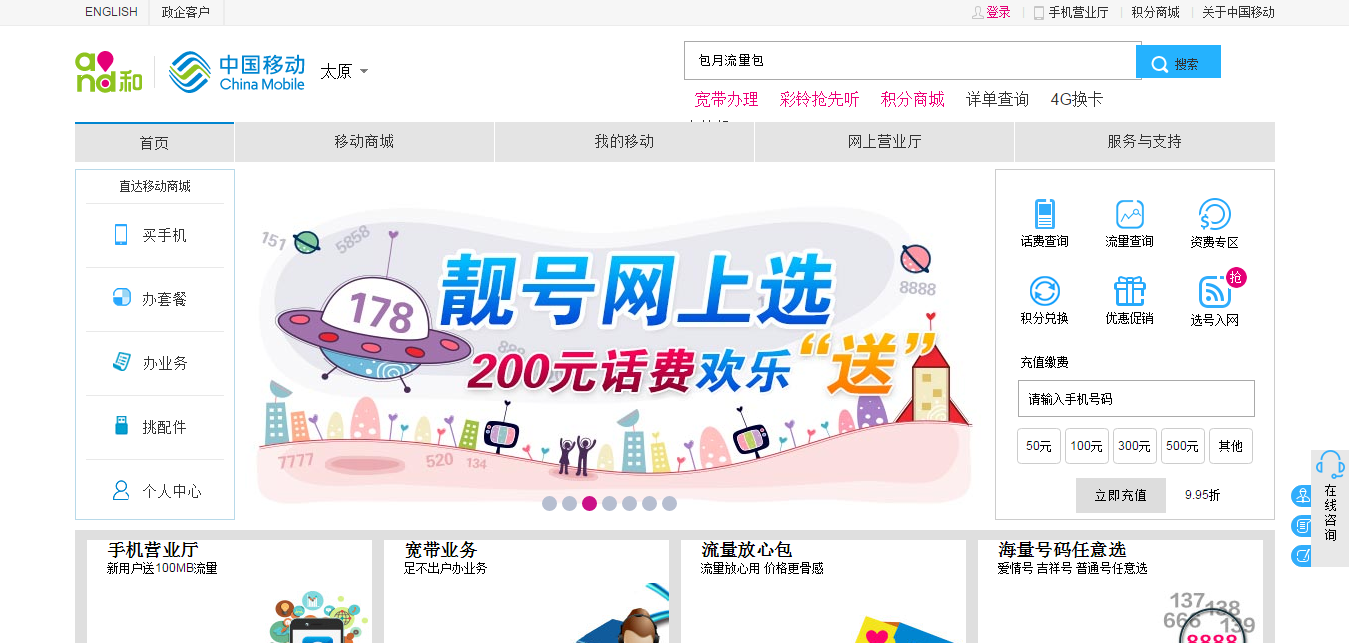 ENGLISH 政企客户 登录 手机营业厅 积分商城 关于中国移动
and和 中国移动 China Mobile 太原
包月流量包 搜索
宽带办理 彩铃抢先听 积分商城 详单查询 4G换卡
首页 移动商城 我的移动 网上营业厅 服务与支持
直达移动商城
买手机
办套餐
办业务
挑配件
个人中心
151 5858
178
8888
靓号网上选
200元话费欢乐“送”
7777 520 134
话费查询 流量查询 资费专区
积分兑换 优惠促销 选号入网 抢
充值缴费
请输入手机号码
50元 100元 300元 500元 其他
立即充值 9.95折
在线咨询
手机营业厅
新用户送100MB流量
宽带业务
足不出户办业务
流量放心包
流量放心用 价格更骨感
海量号码任意选
爱情号 吉祥号 普通号任意选
137 138
666 139
8888